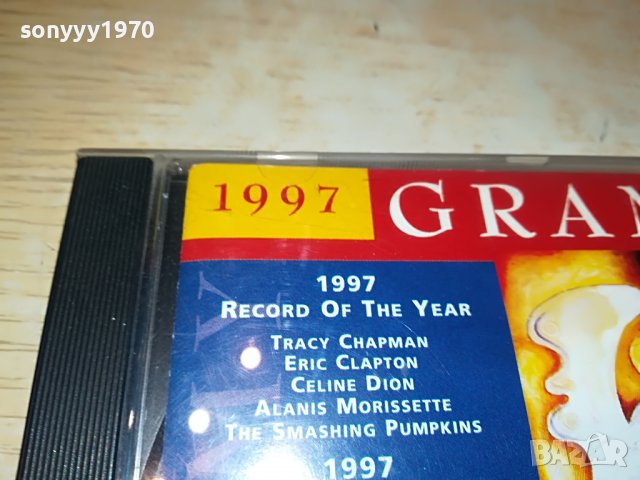 sonyyy1970
1997 GRAM
1997
RECORD OF THE YEAR
TRACY CHAPMAN
ERIC CLAPTON
CELINE DION
ALANIS MORISSETTE
THE SMASHING PUMPKINS
1997
BAZAR